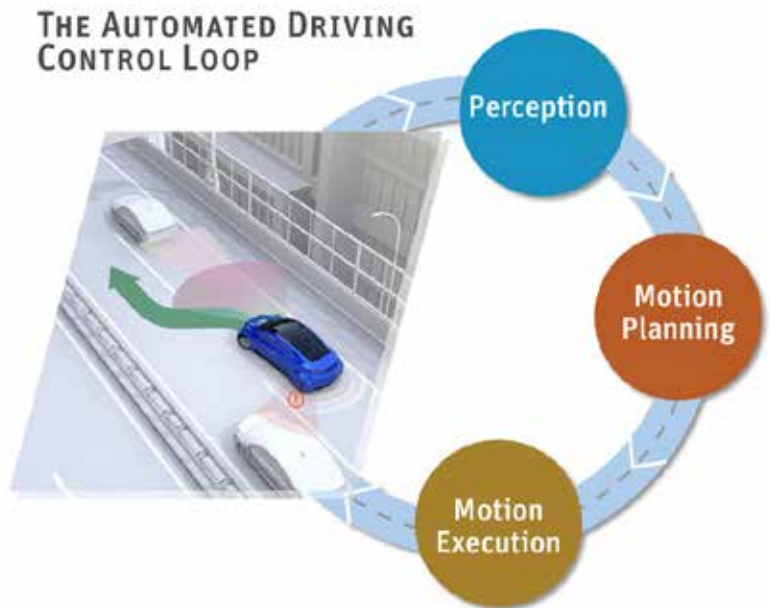 THE AUTOMATED DRIVING
CONTROL LOOP
Perception
Motion
Planning
Motion
Execution